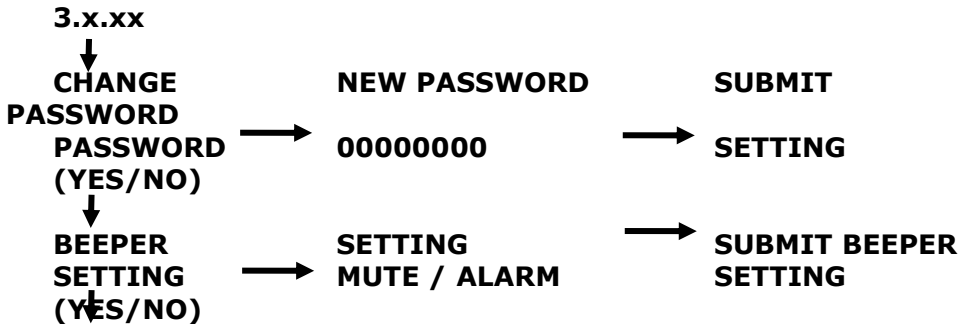 3.x.xx
CHANGE NEW PASSWORD SUBMIT
PASSWORD
PASSWORD 00000000 SETTING
(YES/NO)
BEEPER SETTING SUBMIT BEEPER
SETTING MUTE / ALARM SETTING
(YES/NO)